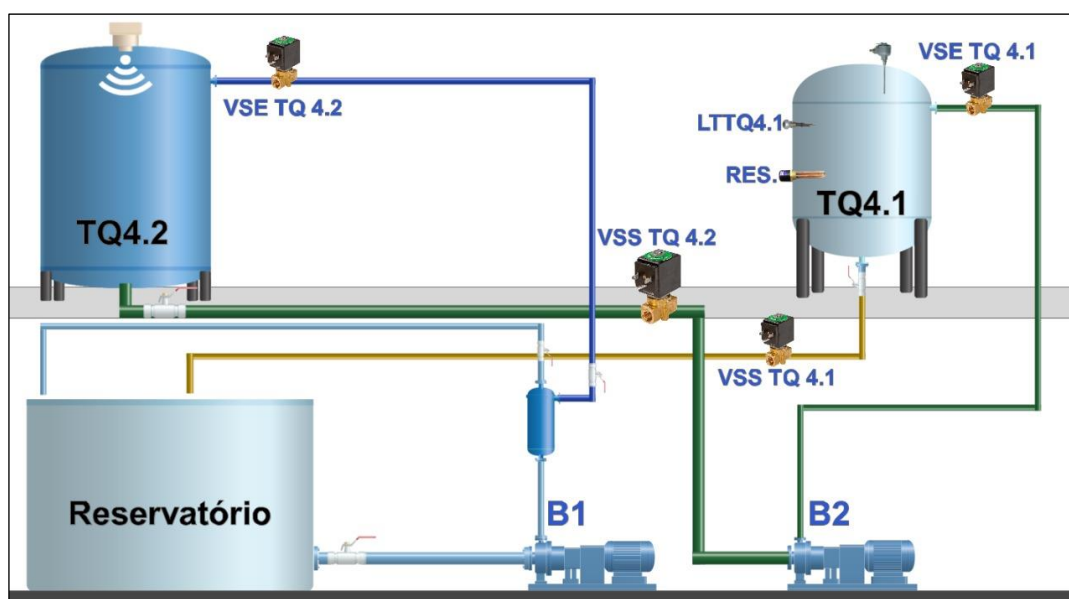 VSE TQ 4.2
VSE TQ 4.1
LTTQ4.1
RES.
TQ4.1
TQ4.2
VSS TQ 4.2
VSS TQ 4.1
Reservatório
B1
B2